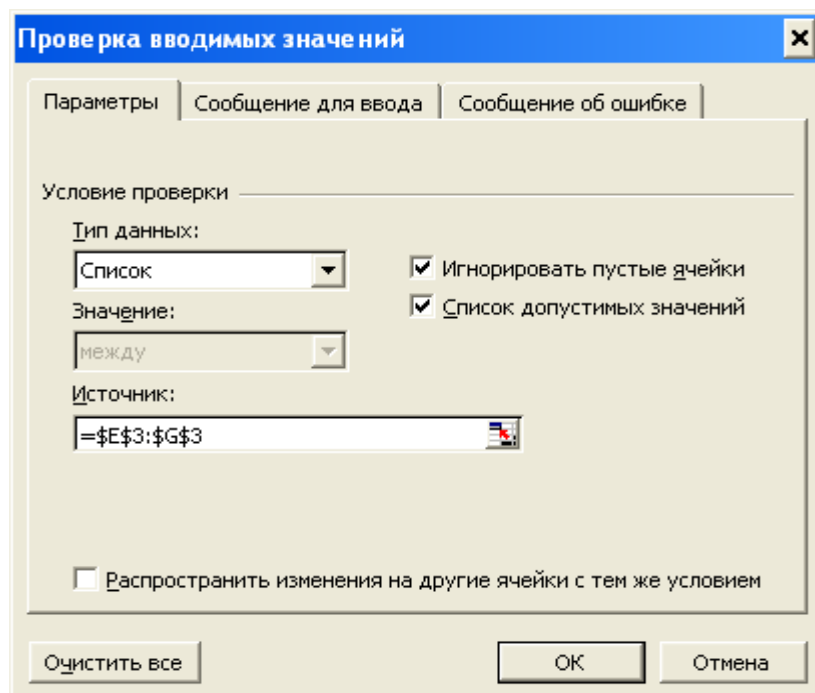 Проверка вводимых значений
Параметры Сообщение для ввода Сообщение об ошибке
Условие проверки
Тип данных:
Список
Игнорировать пустые ячейки
Значение:
Список допустимых значений
между
Источник:
=$E$3:$G$3
Распространить изменения на другие ячейки с тем же условием
Очистить все ОК Отмена